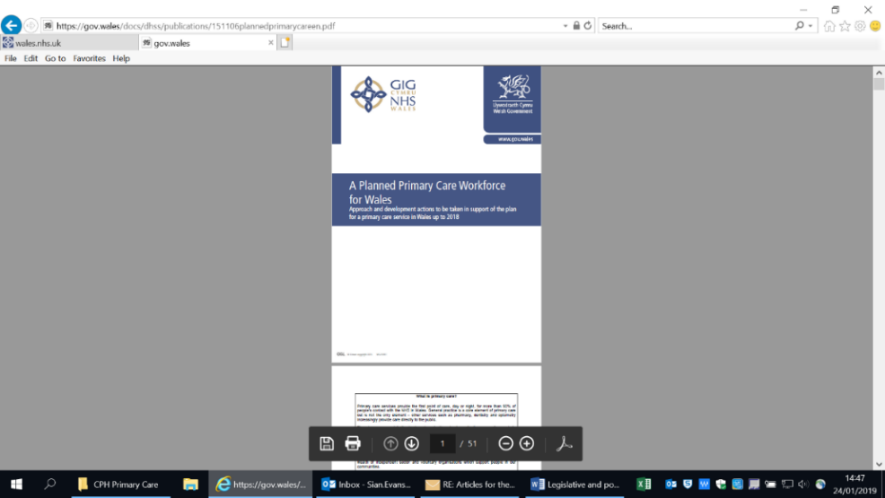 https://gov.wales/docs/dhss/publications/151106plannedprimarycareen.pdf
Search...
wales.nhs.uk
gov.wales
File Edit Go to Favorites Help
GIG
CYMRU
NHS
WALES
Llywodraeth Cymru
Welsh Government
www.gov.wales
A Planned Primary Care Workforce
for Wales
Approach and development actions to be taken in support of the plan
for a primary care service in Wales up to 2018
What is primary care?
Primary care services provide the first point of care, day or night, for more than 90% of
people's contact with the NHS in Wales. General practice is a core element of primary care
but is not the only element – other services such as pharmacy, dentistry and optometry
increasingly provide care directly to the public.
communities
1 / 51
CPH Primary Care
https://gov.wales/...
Inbox - Sian.Evans...
RE: Articles for the...
Legislative and po...
14:47
24/01/2019